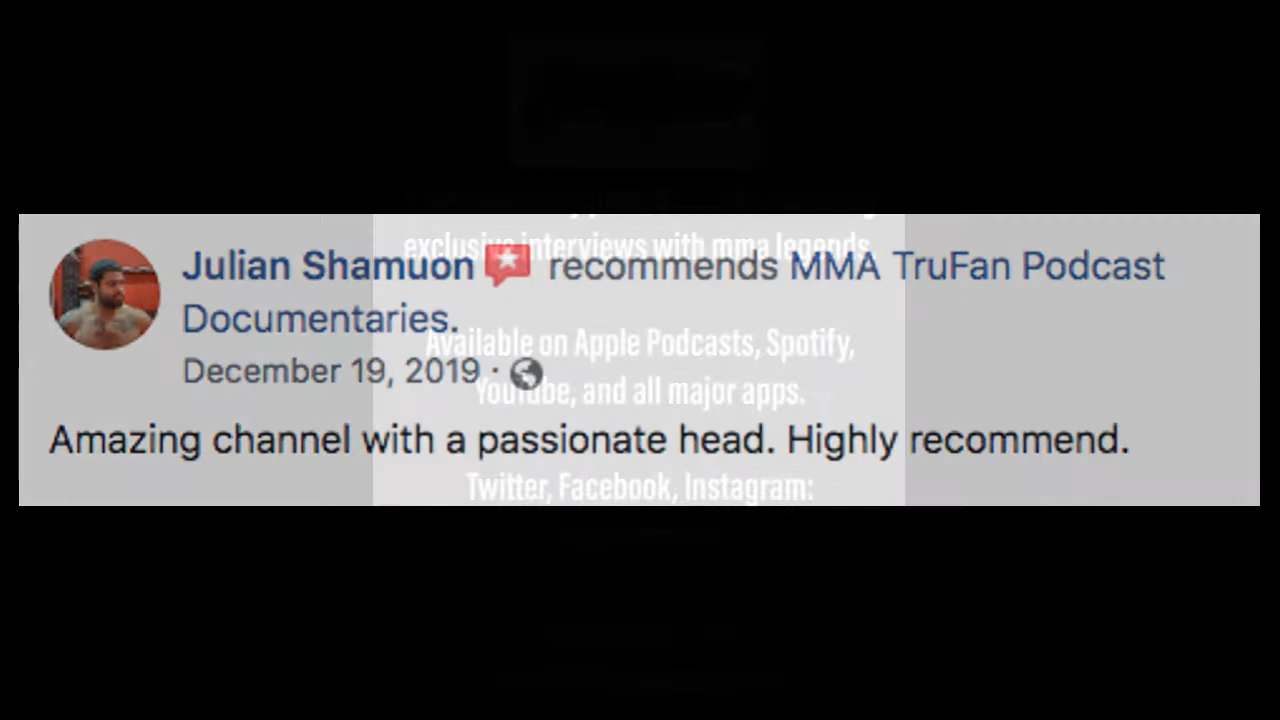 Julian Shamuon recommends MMA TruFan Podcast
Documentaries.
December 19, 2019 ·
Amazing channel with a passionate head. Highly recommend.
exclusive interviews with mma legends.
Available on Apple Podcasts, Spotify,
YouTube, and all major apps.
Twitter, Facebook, Instagram: